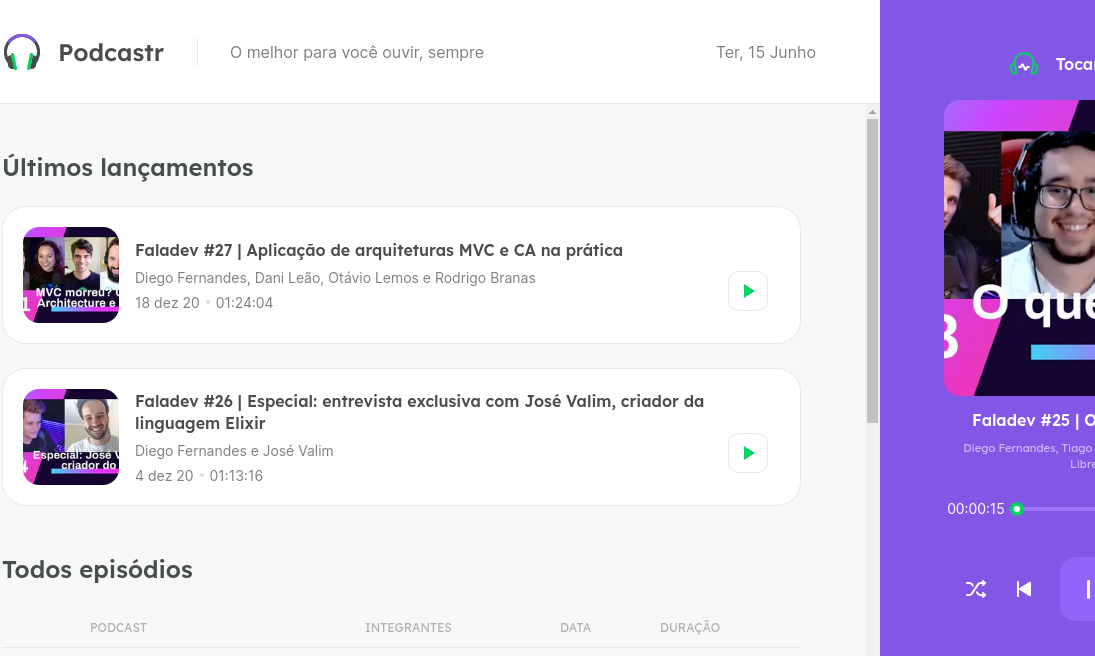 Podcastr
O melhor para você ouvir, sempre
Ter, 15 Junho
Últimos lançamentos
MVC morreu?
Architecture e
Faladev #27 | Aplicação de arquiteturas MVC e CA na prática
Diego Fernandes, Dani Leão, Otávio Lemos e Rodrigo Branas
18 dez 20 • 01:24:04
Especial: José V
criador do
Faladev #26 | Especial: entrevista exclusiva com José Valim, criador da
linguagem Elixir
Diego Fernandes e José Valim
4 dez 20 • 01:13:16
Todos episódios
PODCAST INTEGRANTES DATA DURAÇÃO
Tocan
O que
3
Faladev #25 | O
Diego Fernandes, Tiago
Libre
00:00:15